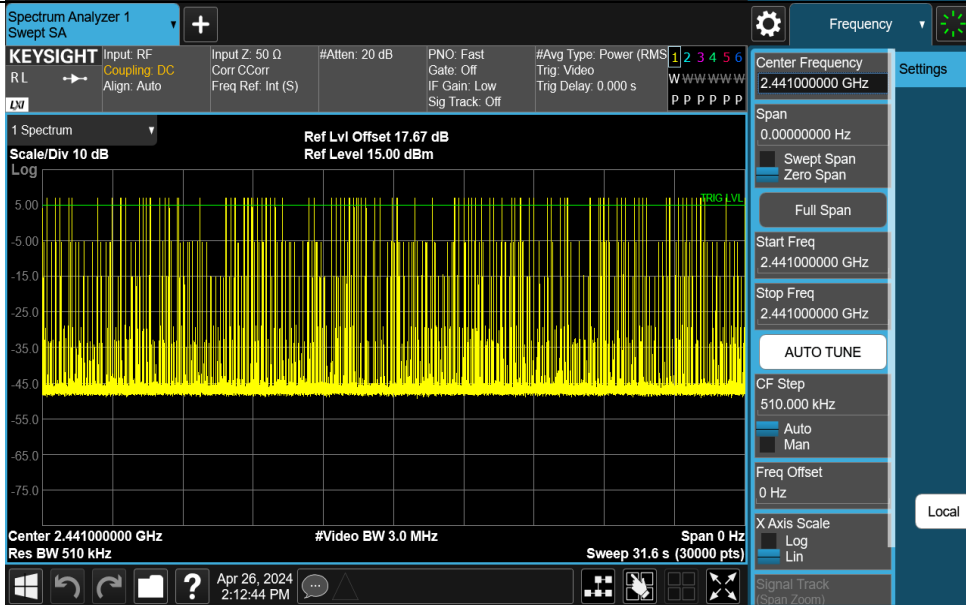 Spectrum Analyzer 1
Swept SA
+
Frequency
KEYSIGHT
RL
LXI
Input: RF
Coupling: DC
Align: Auto
Input Z: 50 Ω
Corr CCorr
Freq Ref: Int (S)
#Atten: 20 dB
PNO: Fast
Gate: Off
IF Gain: Low
Sig Track: Off
#Avg Type: Power (RMS
Trig: Video
Trig Delay: 0.000 s
1 2 3 4 5 6
W W W W W W
P P P P P P
1 Spectrum
Scale/Div 10 dB
Log
Ref Lvl Offset 17.67 dB
Ref Level 15.00 dBm
TRIG LVL
5.00
-5.00
-15.0
-25.0
-35.0
-45.0
-55.0
-65.0
-75.0
Center 2.441000000 GHz
Res BW 510 kHz
#Video BW 3.0 MHz
Span 0 Hz
Sweep 31.6 s (30000 pts)
Center Frequency
2.441000000 GHz
Settings
Span
0.00000000 Hz
Swept Span
Zero Span
Full Span
Start Freq
2.441000000 GHz
Stop Freq
2.441000000 GHz
AUTO TUNE
CF Step
510.000 kHz
Auto
Man
Freq Offset
0 Hz
Local
X Axis Scale
Log
Lin
Signal Track
(Span Zoom)
?
Apr 26, 2024
2:12:44 PM